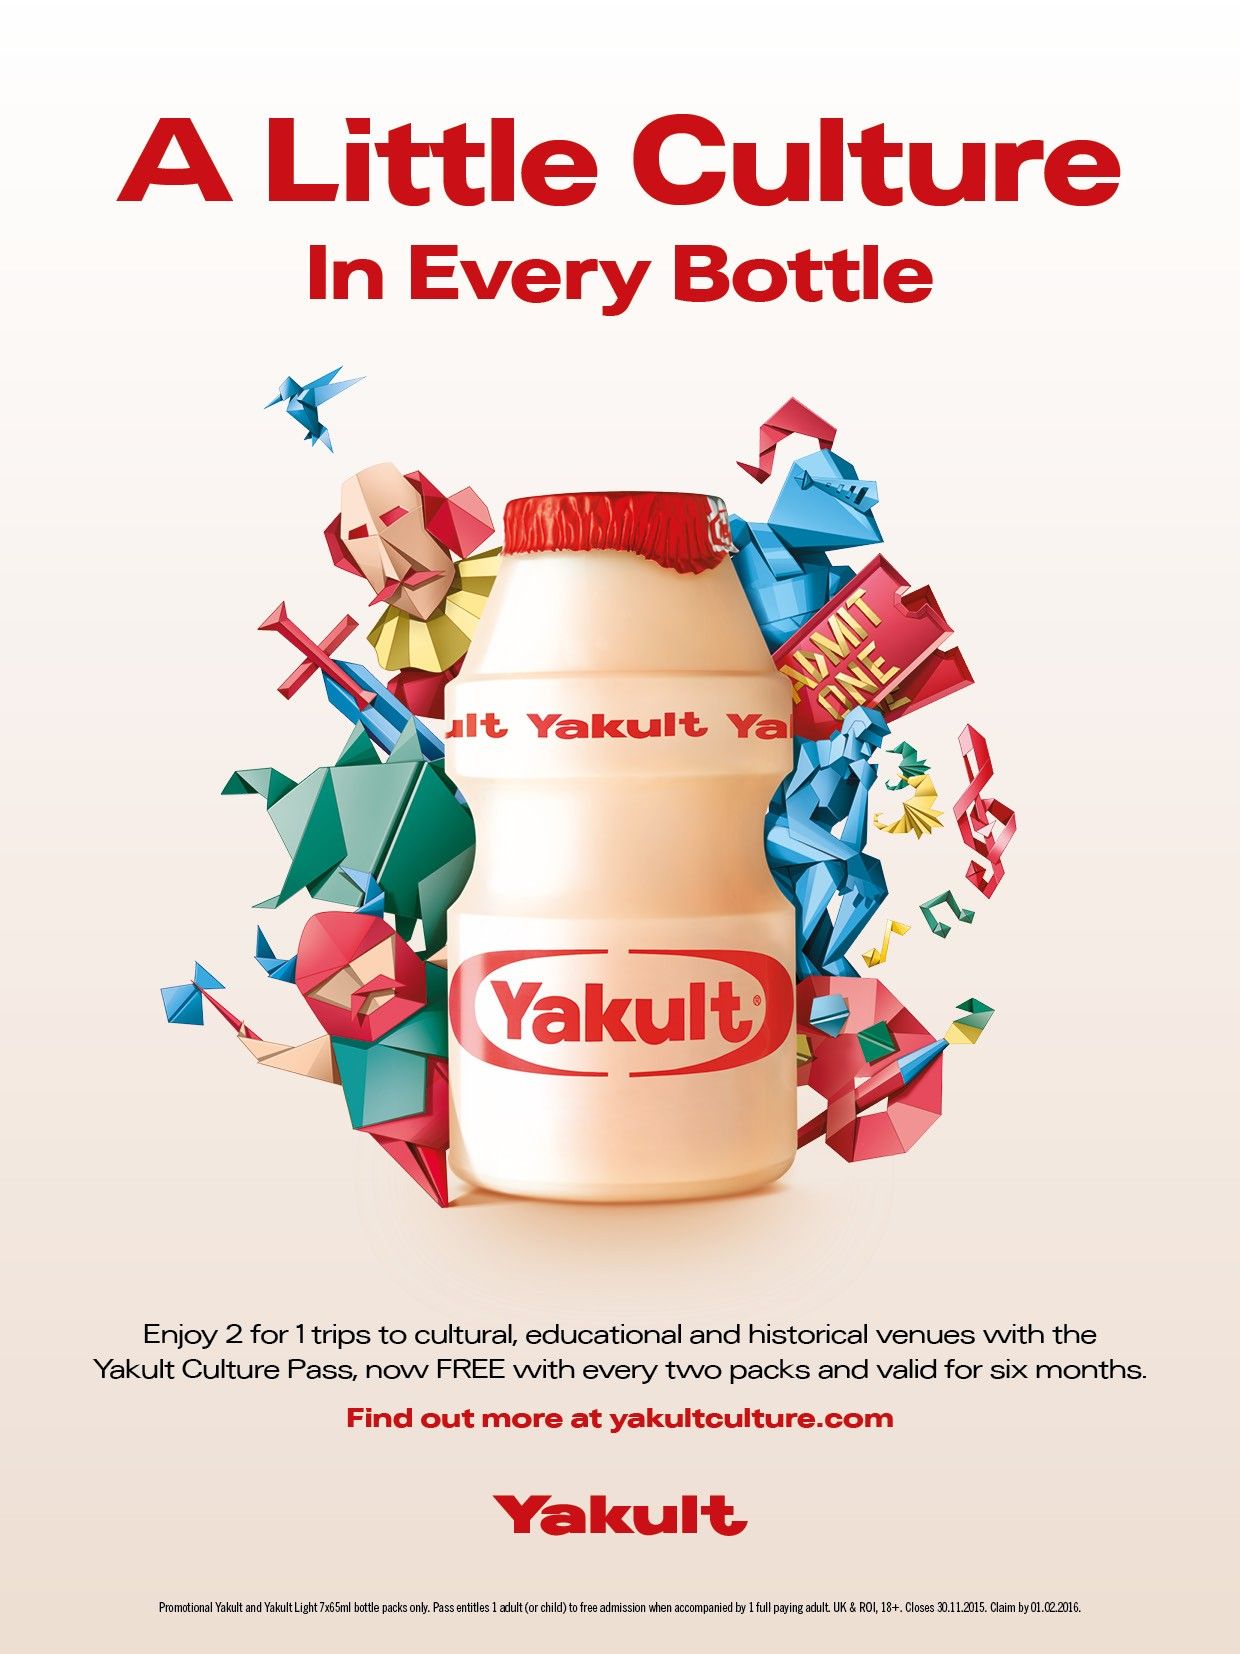 A Little Culture
In Every Bottle
ADMIT
ONE
ult Yakult Yak
Yakult®
Enjoy 2 for 1 trips to cultural, educational and historical venues with the
Yakult Culture Pass, now FREE with every two packs and valid for six months.
Find out more at yakultculture.com
Yakult
Promotional Yakult and Yakult Light 7x65ml bottle packs only. Pass entitles 1 adult (or child) to free admission when accompanied by 1 full paying adult. UK & ROI, 18+. Closes 30.11.2015. Claim by 01.02.2016.